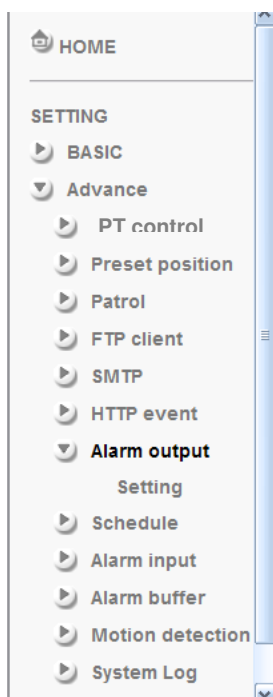 HOME
SETTING
BASIC
Advance
PT control
Preset position
Patrol
FTP client
SMTP
HTTP event
Alarm output
Setting
Schedule
Alarm input
Alarm buffer
Motion detection
System Log